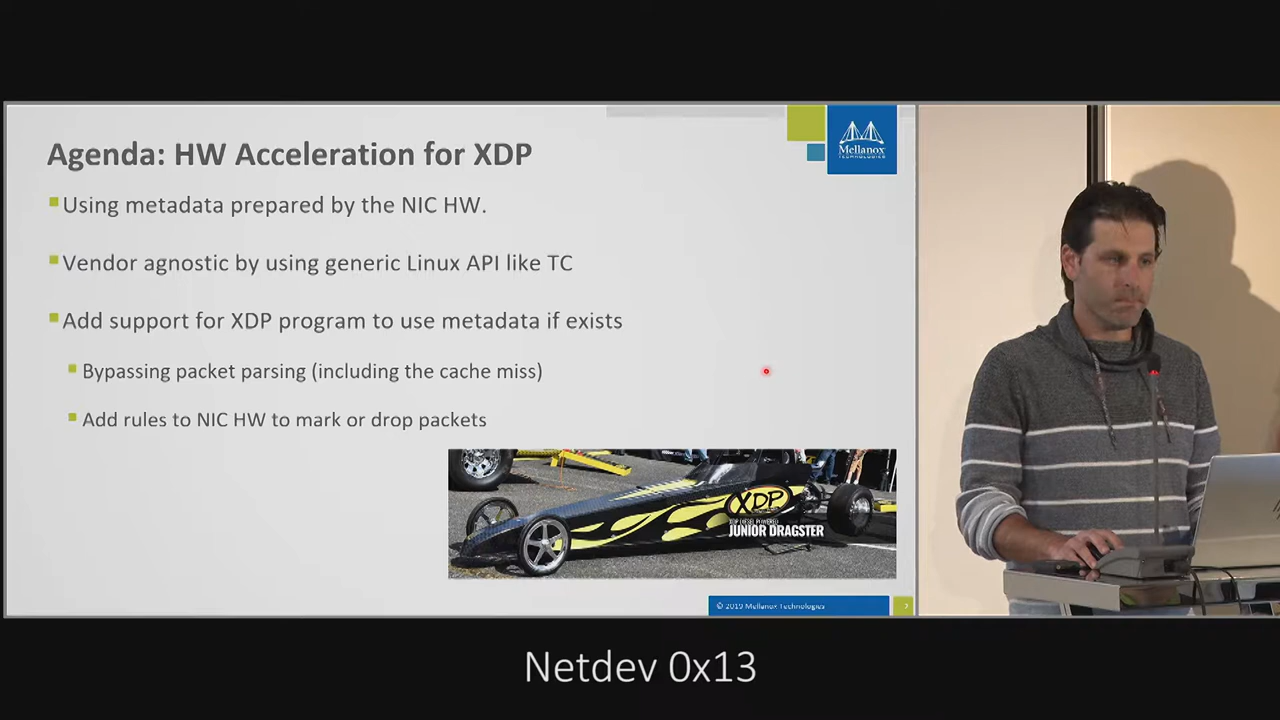 Agenda: HW Acceleration for XDP
Mellanox
TECHNOLOGIES
Using metadata prepared by the NIC HW.
Vendor agnostic by using generic Linux API like TC
Add support for XDP program to use metadata if exists
Bypassing packet parsing (including the cache miss)
Add rules to NIC HW to mark or drop packets
XDP
XDP DIESEL POWERED
JUNIOR DRAGSTER
© 2019 Mellanox Technologies
Netdev 0x13